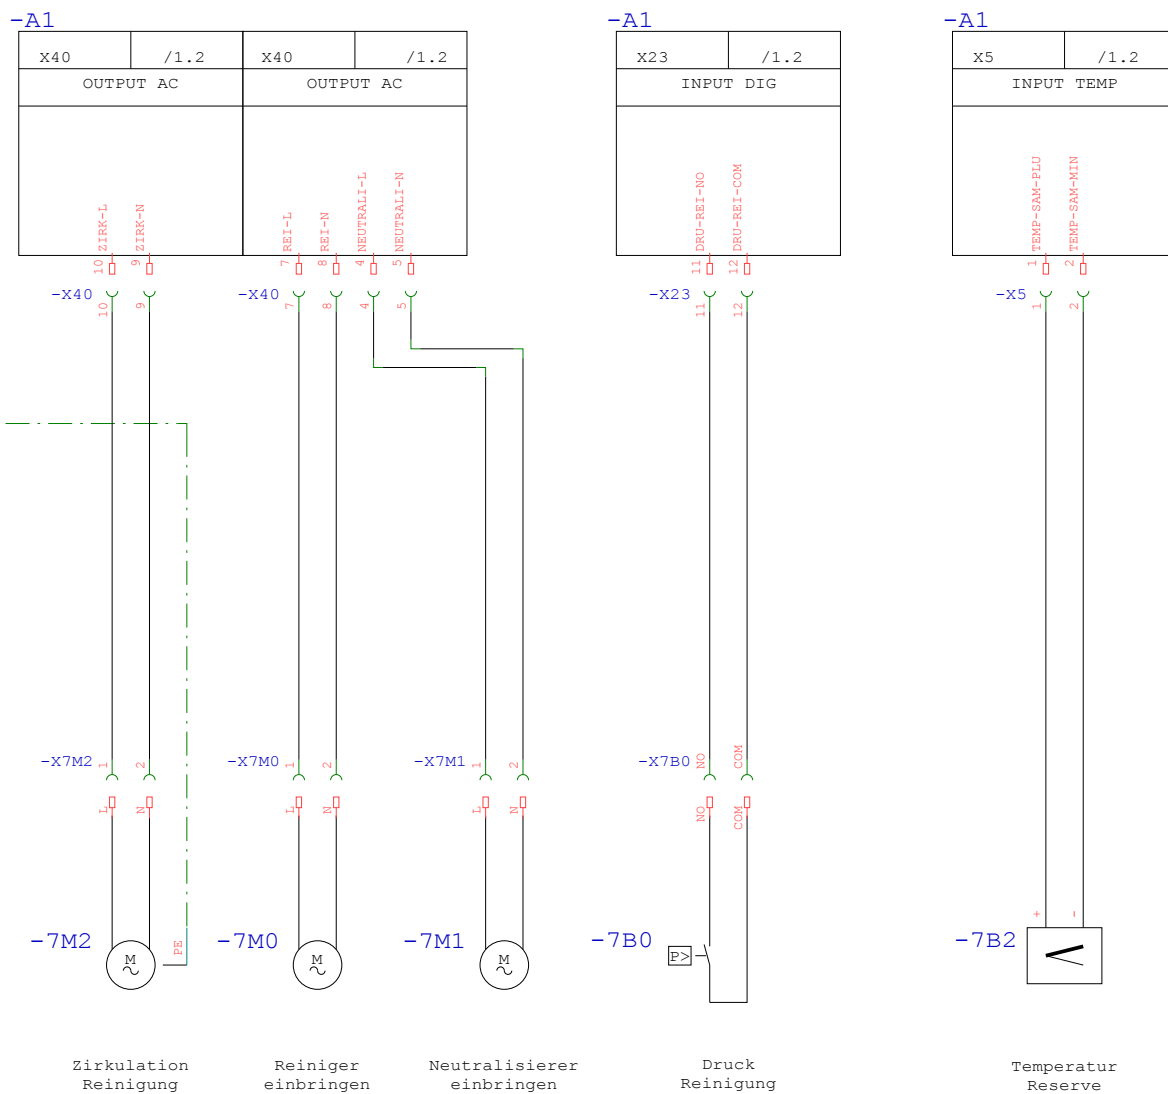 -A1 -A1 -A1
X40 /1.2 X40 /1.2 X23 /1.2 X5 /1.2
OUTPUT AC OUTPUT AC INPUT DIG INPUT TEMP
ZIRK-L ZIRK-N REI-L REI-N NEUTRALI-L NEUTRALI-N DRU-REI-NO DRU-REI-COM TEMP-SAM-PLU TEMP-SAM-MIN
10 9 7 8 4 5 11 12 1 2
-X40 -X40 -X23 -X5
10 9 7 8 4 5 11 12 1 2
-X7M2 1 2 -X7M0 1 2 -X7M1 1 2 -X7B0 NO COM
L N L N L N NO COM
+ -
-7M2 M PE -7M0 M -7M1 M -7B0 P> -7B2
Zirkulation Reiniger Neutralisierer Druck Temperatur
Reinigung einbringen einbringen Reinigung Reserve